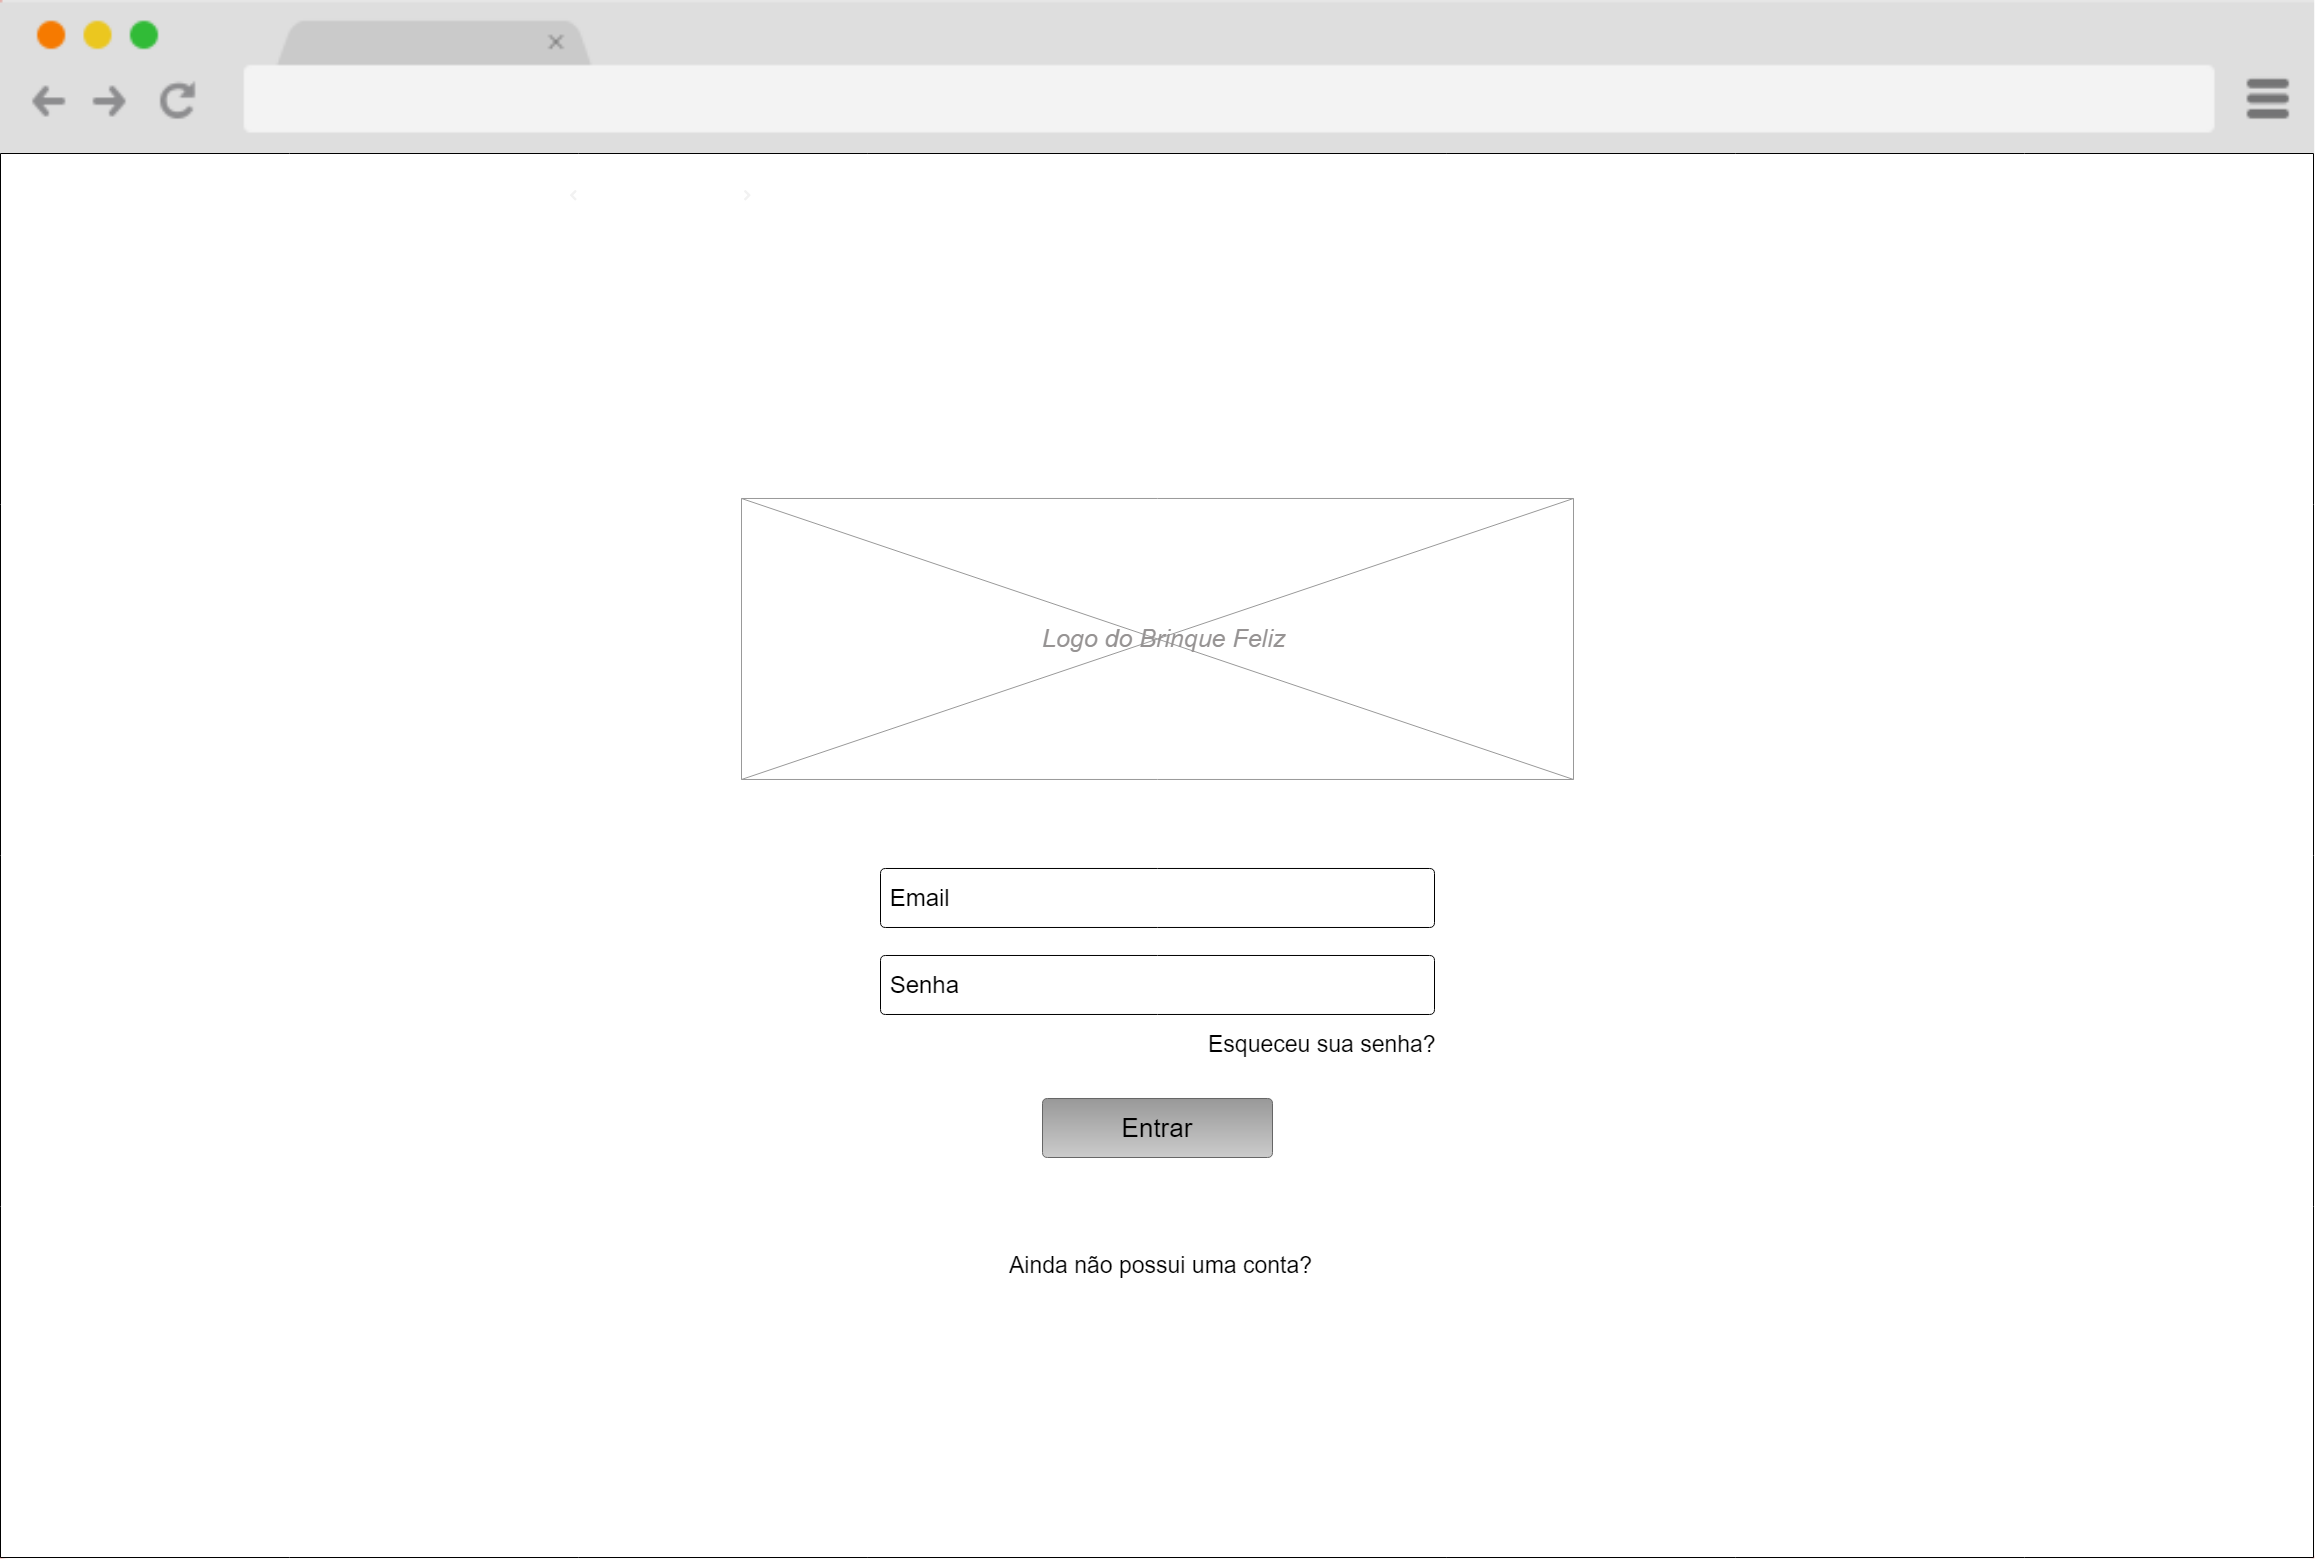 Logo do Brinque Feliz
Email
Senha
Esqueceu sua senha?
Entrar
Ainda não possui uma conta?